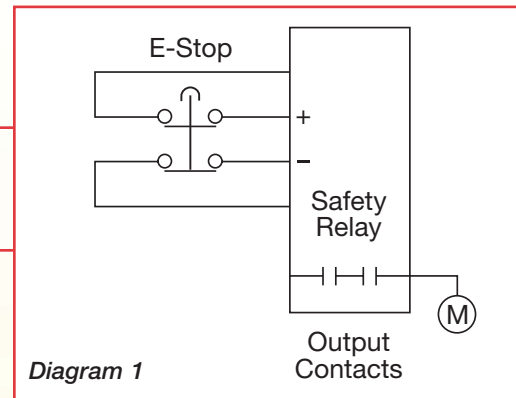 E-Stop
+
–
Safety
Relay
M
Output
Contacts
Diagram 1